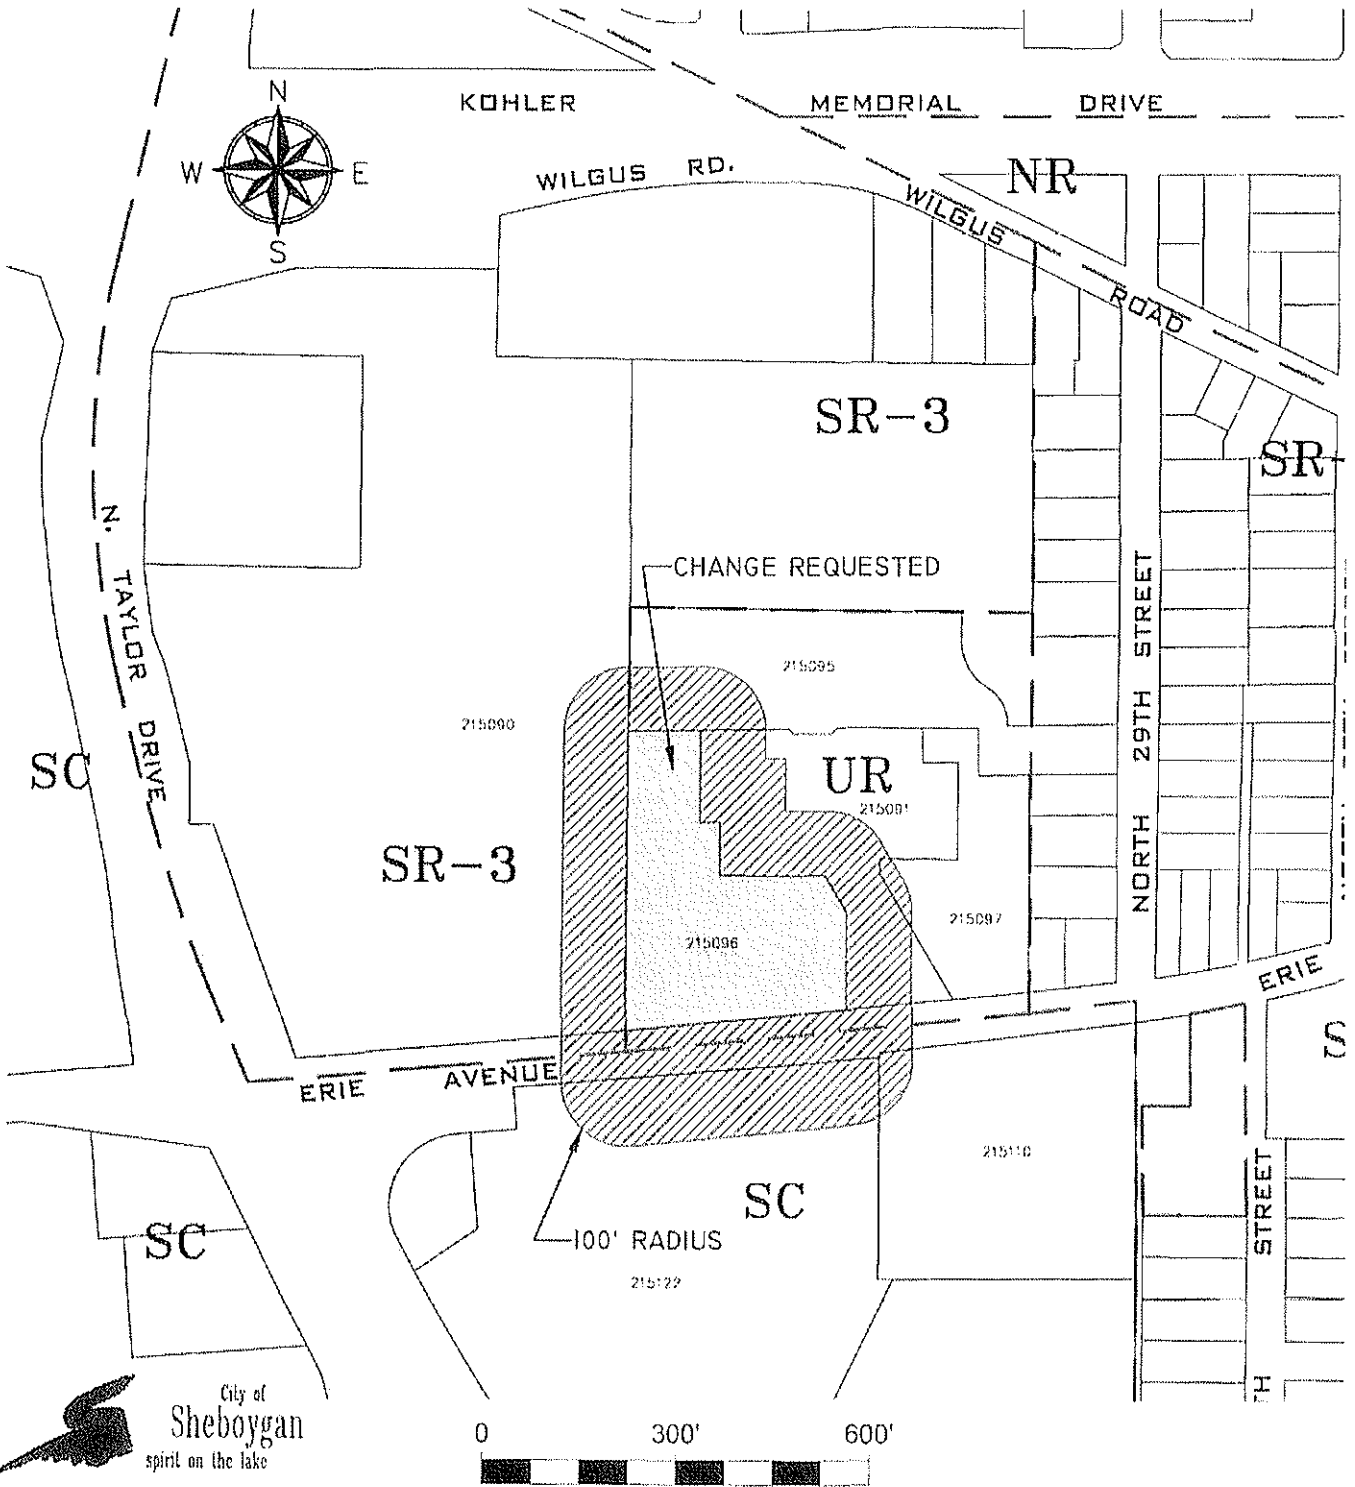 N
W E
S
KOHLER MEMORIAL DRIVE
WILGUS RD.
NR
WILGUS
ROAD
SR-3
SR-
N. TAYLOR DRIVE
CHANGE REQUESTED
NORTH 29TH STREET
215095
215090
SC
UR
215091
SR-3
215096
215097
ERIE
S
ERIE AVENUE
215110
STREET
SC
SC
100' RADIUS
215122
TH
City of
Sheboygan
spirit on the lake
0 300' 600'